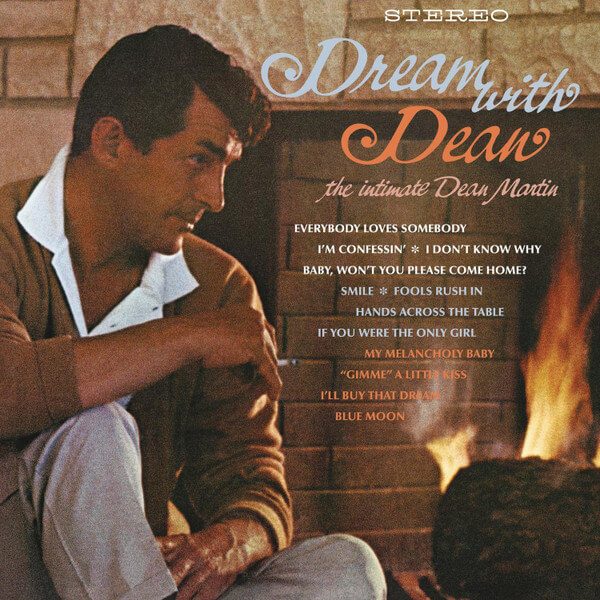 STEREO
Dream
with
Dean
the intimate Dean Martin
EVERYBODY LOVES SOMEBODY
I'M CONFESSIN' ✻ I DON'T KNOW WHY
BABY, WON'T YOU PLEASE COME HOME?
SMILE ✻ FOOLS RUSH IN
HANDS ACROSS THE TABLE
IF YOU WERE THE ONLY GIRL
MY MELANCHOLY BABY
"GIMME" A LITTLE KISS
I'LL BUY THAT DREAM
BLUE MOON